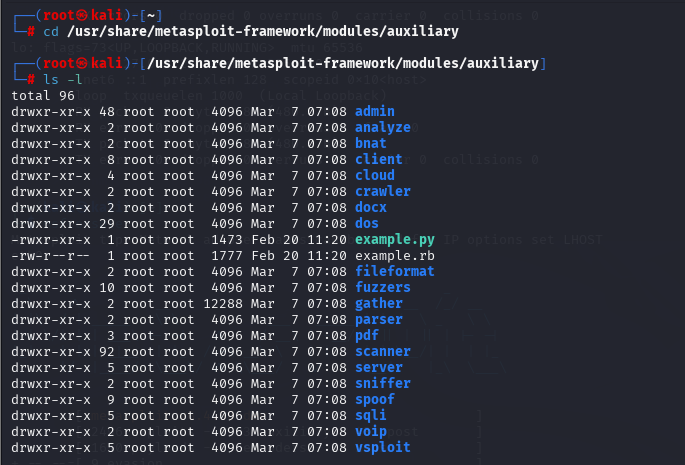 ┌──(root㉿kali)-[~]
└─# cd /usr/share/metasploit-framework/modules/auxiliary
┌──(root㉿kali)-[/usr/share/metasploit-framework/modules/auxiliary]
└─# ls -l
total 96
drwxr-xr-x 48 root root  4096 Mar  7 07:08 admin
drwxr-xr-x  2 root root  4096 Mar  7 07:08 analyze
drwxr-xr-x  2 root root  4096 Mar  7 07:08 bnat
drwxr-xr-x  8 root root  4096 Mar  7 07:08 client
drwxr-xr-x  4 root root  4096 Mar  7 07:08 cloud
drwxr-xr-x  2 root root  4096 Mar  7 07:08 crawler
drwxr-xr-x  2 root root  4096 Mar  7 07:08 docx
drwxr-xr-x 29 root root  4096 Mar  7 07:08 dos
-rwxr-xr-x  1 root root  1473 Feb 20 11:20 example.py
-rw-r--r--  1 root root  1777 Feb 20 11:20 example.rb
drwxr-xr-x  2 root root  4096 Mar  7 07:08 fileformat
drwxr-xr-x 10 root root  4096 Mar  7 07:08 fuzzers
drwxr-xr-x  2 root root 12288 Mar  7 07:08 gather
drwxr-xr-x  2 root root  4096 Mar  7 07:08 parser
drwxr-xr-x  3 root root  4096 Mar  7 07:08 pdf
drwxr-xr-x 92 root root  4096 Mar  7 07:08 scanner
drwxr-xr-x  5 root root  4096 Mar  7 07:08 server
drwxr-xr-x  2 root root  4096 Mar  7 07:08 sniffer
drwxr-xr-x  9 root root  4096 Mar  7 07:08 spoof
drwxr-xr-x  5 root root  4096 Mar  7 07:08 sqli
drwxr-xr-x  2 root root  4096 Mar  7 07:08 voip
drwxr-xr-x  5 root root  4096 Mar  7 07:08 vsploit